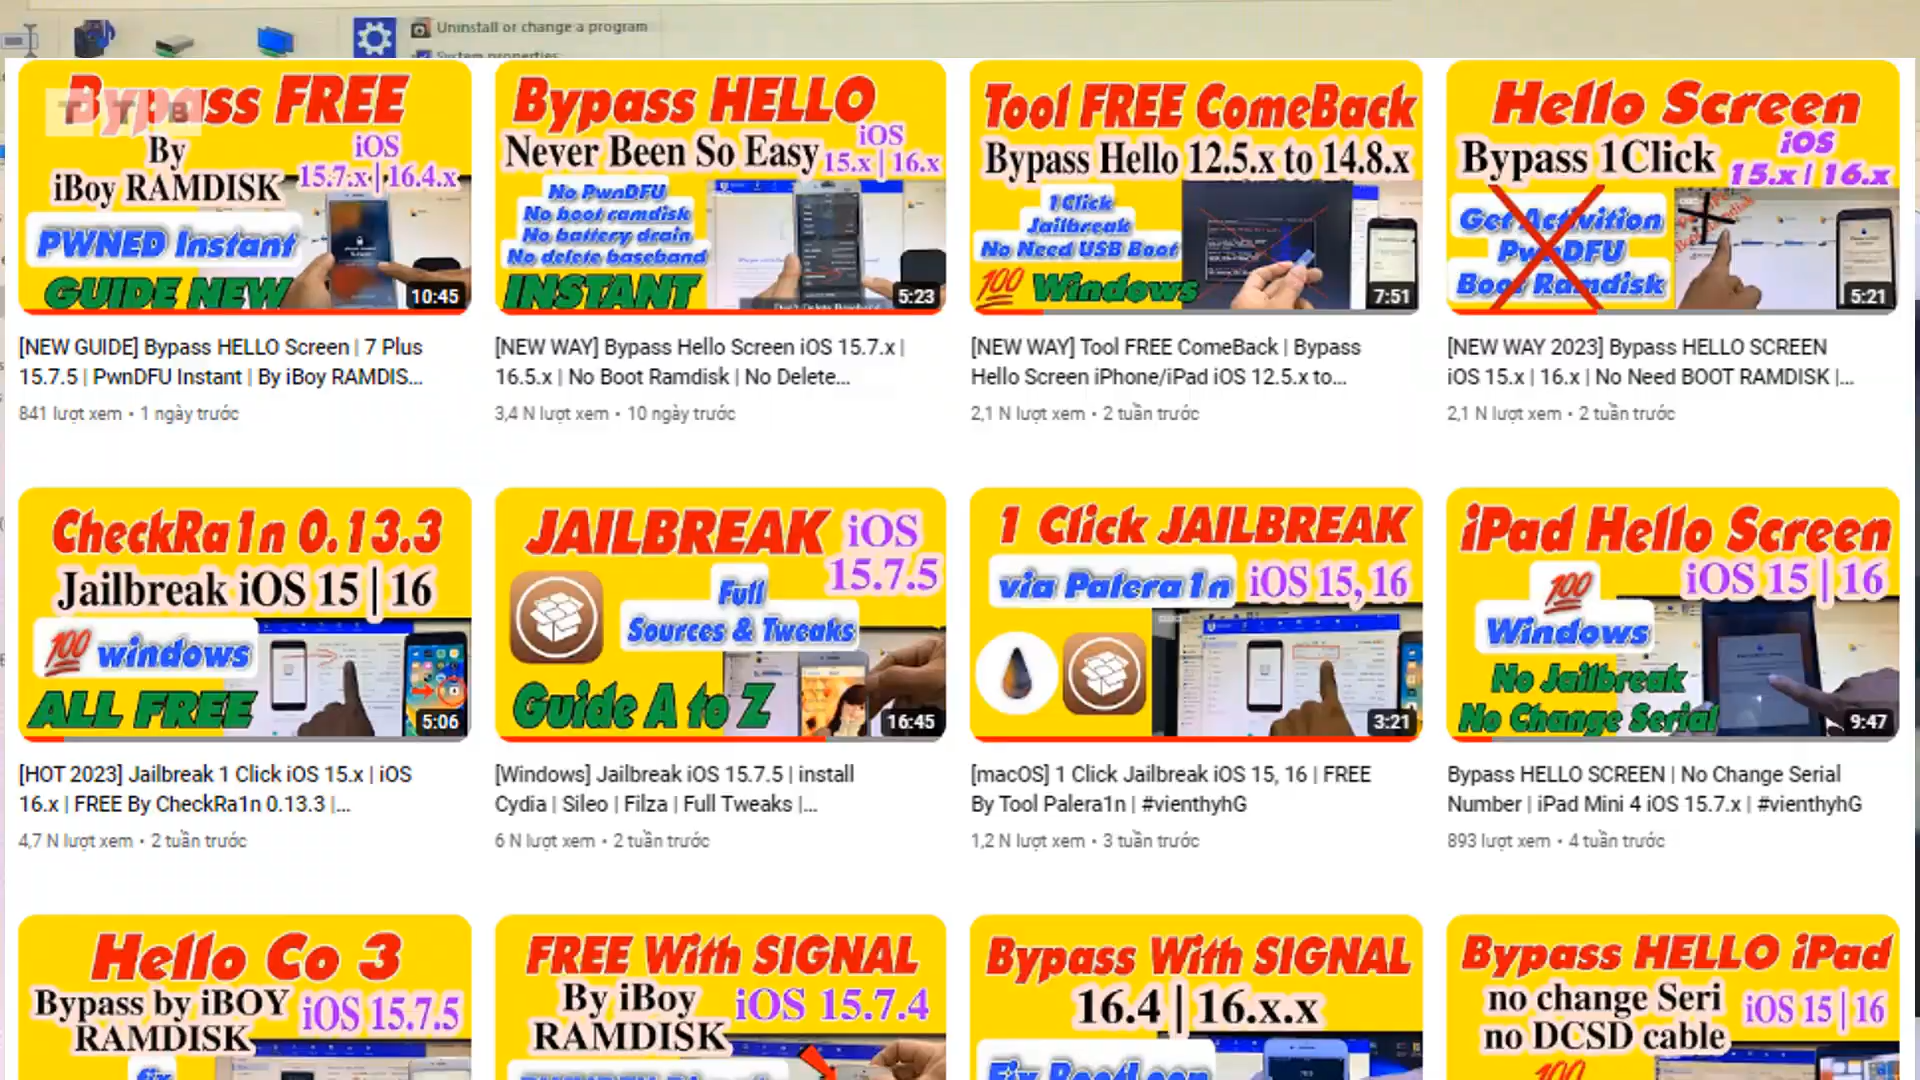 Uninstall or change a program
System properties
TTB
Bypass FREE
By
iBoy RAMDISK
iOS
15.7.x | 16.4.x
PWNED Instant
GUIDE NEW
10:45
Bypass HELLO
Never Been So Easy
iOS
15.x | 16.x
No PwnDFU
No boot ramdisk
No battery drain
No delete baseband
INSTANT
5:23
Tool FREE ComeBack
Bypass Hello 12.5.x to 14.8.x
1Click
Jailbreak
No Need USB Boot
100 Windows
7:51
Hello Screen
Bypass 1Click
iOS
15.x | 16.x
Get Activition
PwnDFU
Boot Ramdisk
5:21
[NEW GUIDE] Bypass HELLO Screen | 7 Plus
15.7.5 | PwnDFU Instant | By iBoy RAMDIS...
841 lượt xem • 1 ngày trước
[NEW WAY] Bypass Hello Screen iOS 15.7.x |
16.5.x | No Boot Ramdisk | No Delete...
3,4 N lượt xem • 10 ngày trước
[NEW WAY] Tool FREE ComeBack | Bypass
Hello Screen iPhone/iPad iOS 12.5.x to...
2,1 N lượt xem • 2 tuần trước
[NEW WAY 2023] Bypass HELLO SCREEN
iOS 15.x | 16.x | No Need BOOT RAMDISK |...
2,1 N lượt xem • 2 tuần trước
CheckRa1n 0.13.3
Jailbreak iOS 15 | 16
100 windows
ALL FREE
5:06
JAILBREAK
iOS
15.7.5
Full
Sources & Tweaks
Guide A to Z
16:45
1 Click JAILBREAK
via Palera1n
iOS 15, 16
3:21
iPad Hello Screen
iOS 15 | 16
100
Windows
No Jailbreak
No Change Serial
9:47
[HOT 2023] Jailbreak 1 Click iOS 15.x | iOS
16.x | FREE By CheckRa1n 0.13.3 |...
4,7 N lượt xem • 2 tuần trước
[Windows] Jailbreak iOS 15.7.5 | install
Cydia | Sileo | Filza | Full Tweaks |...
6 N lượt xem • 2 tuần trước
[macOS] 1 Click Jailbreak iOS 15, 16 | FREE
By Tool Palera1n | #vienthyhG
1,2 N lượt xem • 3 tuần trước
Bypass HELLO SCREEN | No Change Serial
Number | iPad Mini 4 iOS 15.7.x | #vienthyhG
893 lượt xem • 4 tuần trước
Hello Co 3
Bypass by iBOY
RAMDISK
iOS 15.7.5
fix
FREE With SIGNAL
By iBoy
RAMDISK
iOS 15.7.4
Bypass With SIGNAL
16.4 | 16.x.x
Fix BootLoop
Bypass HELLO iPad
no change Seri
no DCSD cable
iOS 15 | 16
100